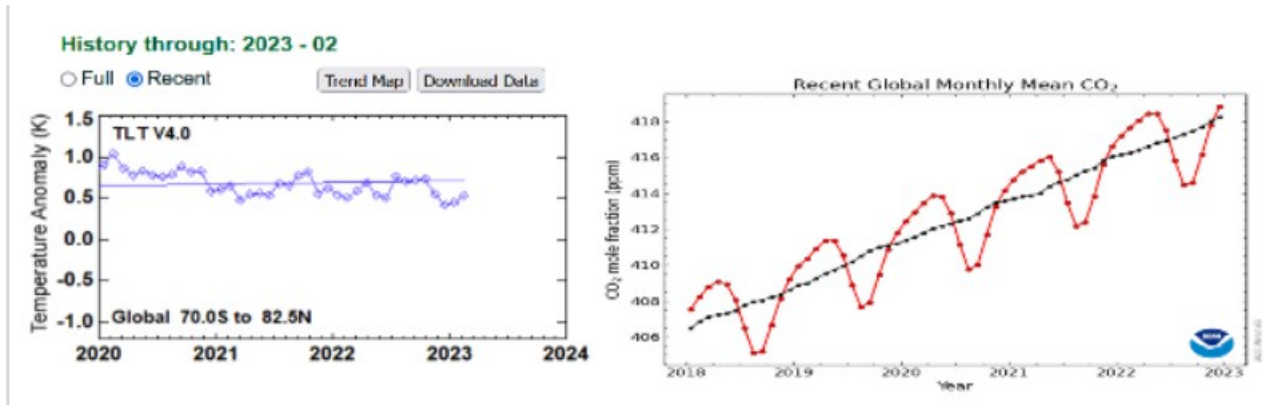 History through: 2023 - 02
Full Recent
Trend Map Download Data
Temperature Anomaly (K)
1.5
1.0
0.5
0.0
-0.5
-1.0
TLT V4.0
Global 70.0S to 82.5N
2020 2021 2022 2023 2024
Recent Global Monthly Mean CO₂
CO₂ mole fraction (ppm)
418
416
414
412
410
408
406
2018 2019 2020 2021 2022 2023
Year
NOAA